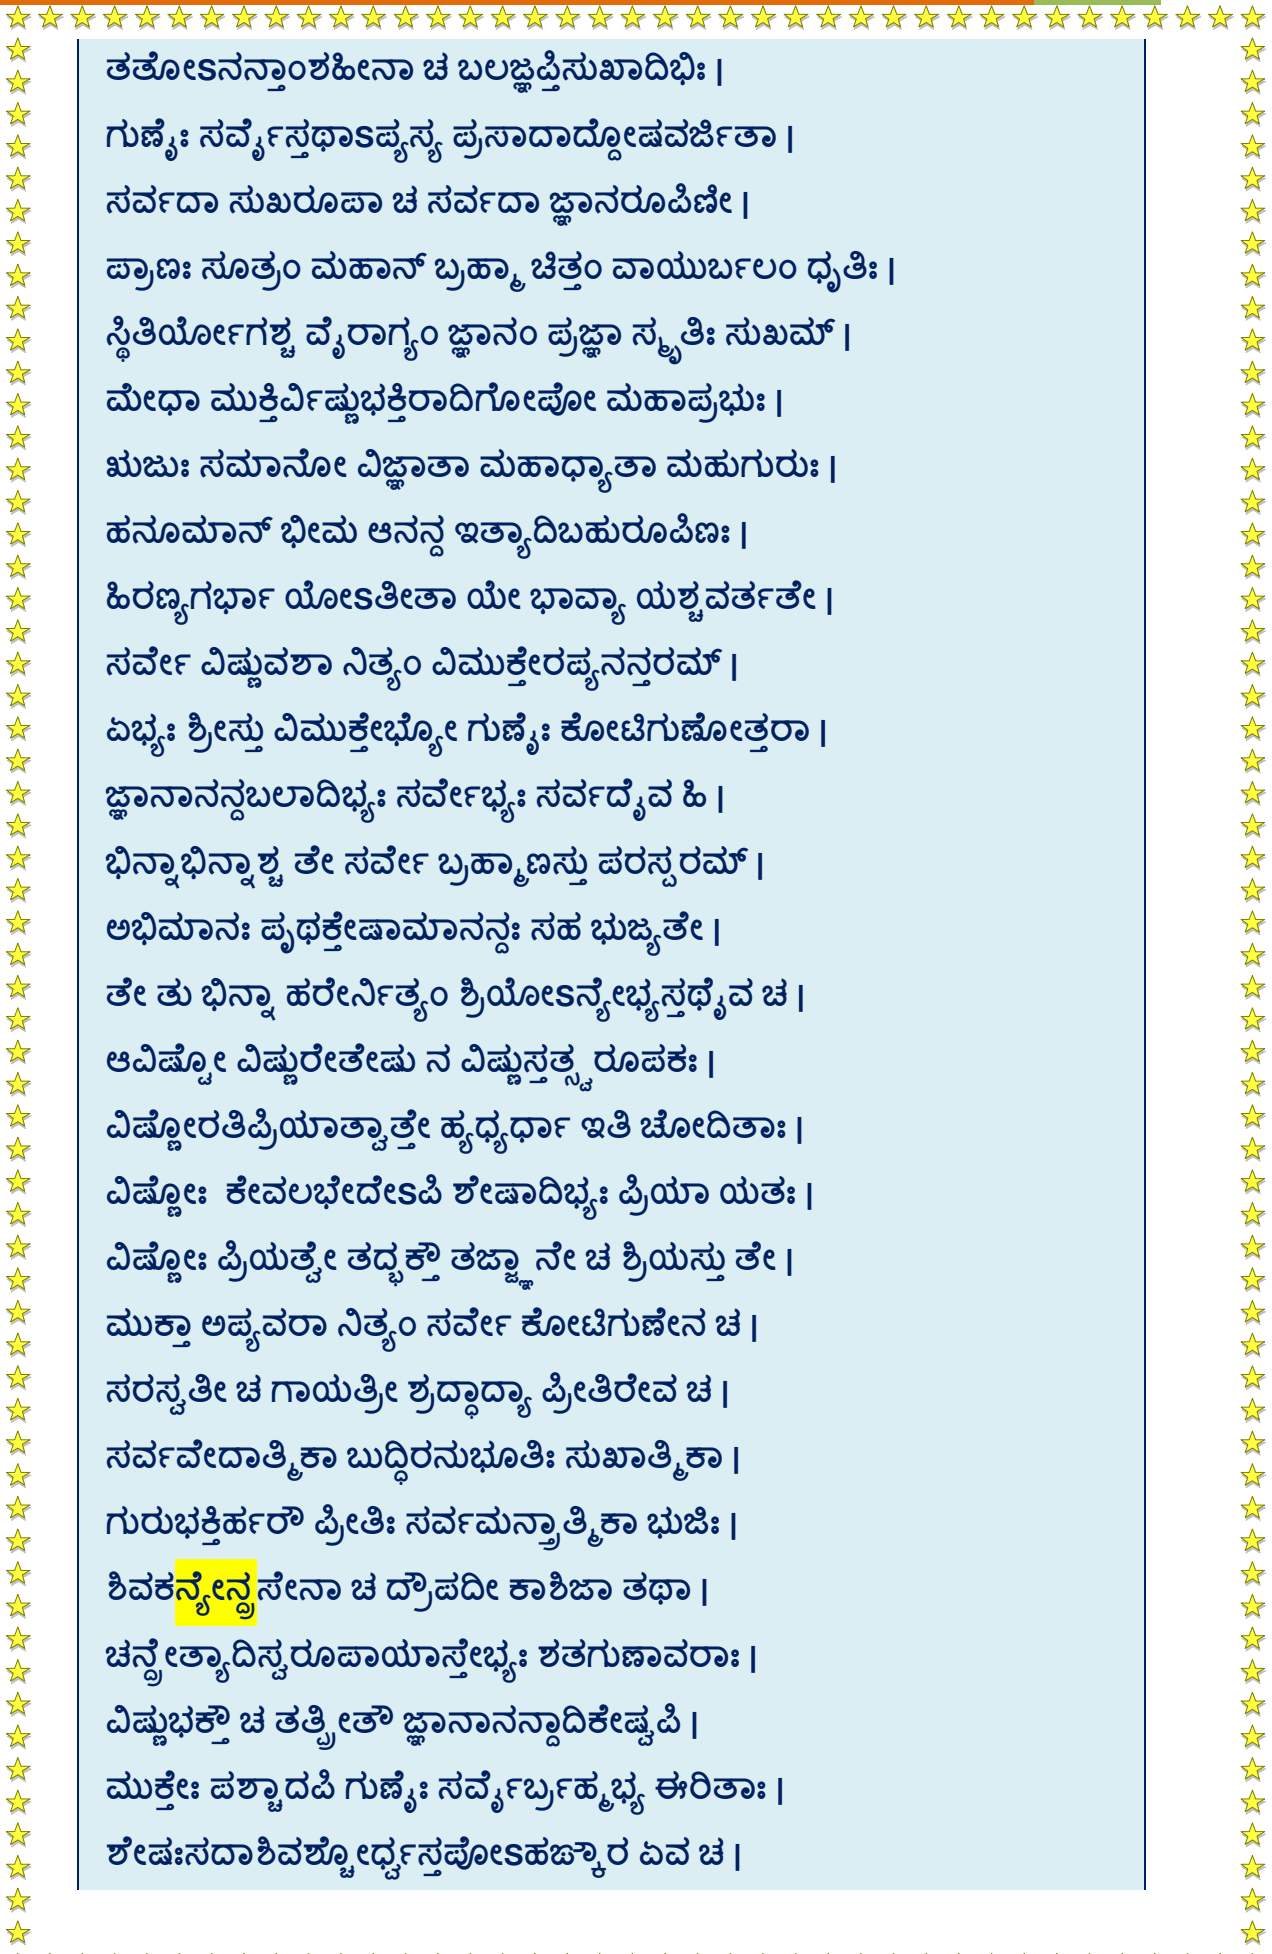 ತತೋSನನ್ತಾಂಶಹೀನಾ ಚ ಬಲಜ್ಞಪ್ತಿಸುಖಾದಿಭಿಃ |
ಗುಣೈಃ ಸರ್ವೈಸ್ತಥಾSಪ್ಯಸ್ಯ ಪ್ರಸಾದಾದ್ದೋಷವರ್ಜಿತಾ |
ಸರ್ವದಾ ಸುಖರೂಪಾ ಚ ಸರ್ವದಾ ಜ್ಞಾನರೂಪಿಣೀ |
ಪ್ರಾಣಃ ಸೂತ್ರಂ ಮಹಾನ್ ಬ್ರಹ್ಮಾ ಚಿತ್ತಂ ವಾಯುರ್ಬಲಂ ಧೃತಿಃ |
ಸ್ಥಿತಿರ್ಯೋಗಶ್ಚ ವೈರಾಗ್ಯಂ ಜ್ಞಾನಂ ಪ್ರಜ್ಞಾ ಸ್ಮೃತಿಃ ಸುಖಮ್ |
ಮೇಧಾ ಮುಕ್ತಿರ್ವಿಷ್ಣುಭಕ್ತಿರಾದಿಗೋಪೋ ಮಹಾಪ್ರಭುಃ |
ಋಜುಃ ಸಮಾನೋ ವಿಜ್ಞಾತಾ ಮಹಾಧ್ಯಾತಾ ಮಹುಗುರುಃ |
ಹನೂಮಾನ್ ಭೀಮ ಆನನ್ದ ಇತ್ಯಾದಿಬಹುರೂಪಿಣಃ |
ಹಿರಣ್ಯಗರ್ಭಾ ಯೋSತೀತಾ ಯೇ ಭಾವ್ಯಾ ಯಶ್ಚವರ್ತತೇ |
ಸರ್ವೇ ವಿಷ್ಣುವಶಾ ನಿತ್ಯಂ ವಿಮುಕ್ತೇರಪ್ಯನನ್ತರಮ್ |
ಏಭ್ಯಃ ಶ್ರೀಸ್ತು ವಿಮುಕ್ತೇಭ್ಯೋ ಗುಣೈಃ ಕೋಟಿಗುಣೋತ್ತರಾ |
ಜ್ಞಾನಾನನ್ದಬಲಾದಿಭ್ಯಃ ಸರ್ವೇಭ್ಯಃ ಸರ್ವದೈವ ಹಿ |
ಭಿನ್ನಾಭಿನ್ನಾಶ್ಚ ತೇ ಸರ್ವೇ ಬ್ರಹ್ಮಾಣಸ್ತು ಪರಸ್ಪರಮ್ |
ಅಭಿಮಾನಃ ಪೃಥಕ್ತೇಷಾಮಾನನ್ದಃ ಸಹ ಭುಜ್ಯತೇ |
ತೇ ತು ಭಿನ್ನಾ ಹರೇರ್ನಿತ್ಯಂ ಶ್ರಿಯೋSನ್ಯೇಭ್ಯಸ್ತಥೈವ ಚ |
ಆವಿಷ್ಟೋ ವಿಷ್ಣುರೇತೇಷು ನ ವಿಷ್ಣುಸ್ತತ್ಸ್ವರೂಪಕಃ |
ವಿಷ್ಣೋರತಿಪ್ರಿಯಾತ್ವಾತ್ತೇ ಹ್ಯಧ್ಯರ್ಧಾ ಇತಿ ಚೋದಿತಾಃ |
ವಿಷ್ಣೋಃ ಕೇವಲಭೇದೇSಪಿ ಶೇಷಾದಿಭ್ಯಃ ಪ್ರಿಯಾ ಯತಃ |
ವಿಷ್ಣೋಃ ಪ್ರಿಯತ್ವೇ ತದ್ಭಕ್ತೌ ತಜ್ಜ್ಞಾನೇ ಚ ಶ್ರಿಯಸ್ತು ತೇ |
ಮುಕ್ತಾ ಅಪ್ಯವರಾ ನಿತ್ಯಂ ಸರ್ವೇ ಕೋಟಿಗುಣೇನ ಚ |
ಸರಸ್ವತೀ ಚ ಗಾಯತ್ರೀ ಶ್ರದ್ಧಾದ್ಯಾ ಪ್ರೀತಿರೇವ ಚ |
ಸರ್ವವೇದಾತ್ಮಿಕಾ ಬುದ್ಧಿರನುಭೂತಿಃ ಸುಖಾತ್ಮಿಕಾ |
ಗುರುಭಕ್ತಿರ್ಹರೌ ಪ್ರೀತಿಃ ಸರ್ವಮನ್ತ್ರಾತ್ಮಿಕಾ ಭುಜಿಃ |
ಶಿವಕನ್ಯೇನ್ದ್ರಸೇನಾ ಚ ದ್ರೌಪದೀ ಕಾಶಿಜಾ ತಥಾ |
ಚನ್ದ್ರೇತ್ಯಾದಿಸ್ವರೂಪಾಯಾಸ್ತೇಭ್ಯಃ ಶತಗುಣಾವರಾಃ |
ವಿಷ್ಣುಭಕ್ತೌ ಚ ತತ್ಪ್ರೀತೌ ಜ್ಞಾನಾನನ್ದಾದಿಕೇಷ್ವಪಿ |
ಮುಕ್ತೇಃ ಪಶ್ಚಾದಪಿ ಗುಣೈಃ ಸರ್ವೈರ್ಬ್ರಹ್ಮಭ್ಯ ಈರಿತಾಃ |
ಶೇಷಃಸದಾಶಿವಶ್ಚೋರ್ಧ್ವಸ್ತಪೋSಹಙ್ಕಾರ ಏವ ಚ |